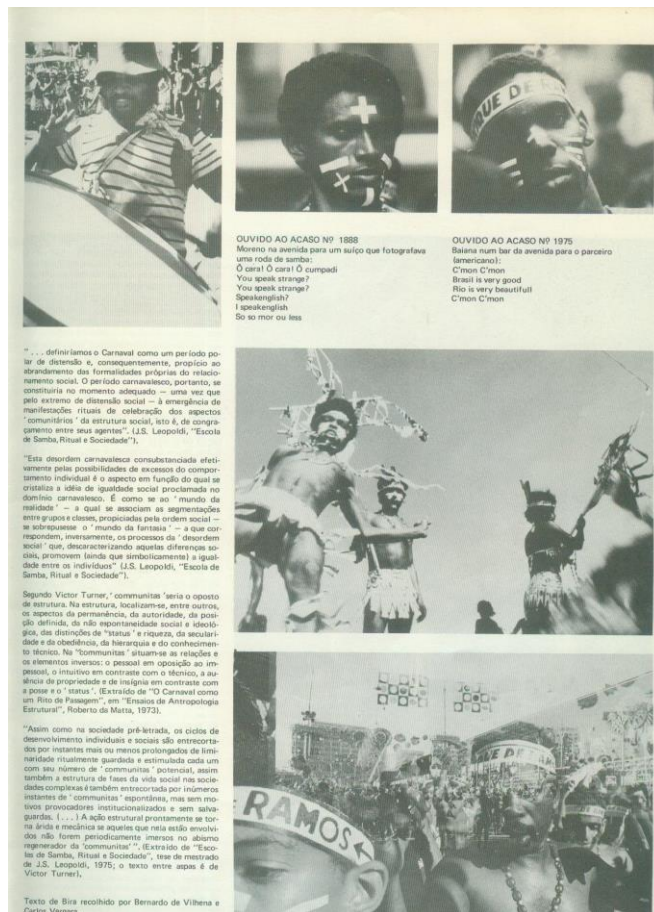 QUE DE RA
OUVIDO AO ACASO Nº 1888
Moreno na avenida para um suíço que fotografava
uma roda de samba:
Ô cara! Ô cara! Ô cumpadi
You speak strange?
You speak strange?
Speakenglish?
I speakenglish
So so mor ou less
OUVIDO AO ACASO Nº 1975
Baiana num bar da avenida para o parceiro
(americano):
C'mon C'mon
Brasil is very good
Rio is very beautifull
C'mon C'mon
" . . . definiríamos o Carnaval como um período po-
lar de distensão e, consequentemente, propício ao
abrandamento das formalidades próprias do relacio-
namento social. O período carnavalesco, portanto, se
constituiria no momento adequado — uma vez que
pelo extremo de distensão social — à emergência de
manifestações rituais de celebração dos aspectos
' comunitários ' da estrutura social, isto é, de congra-
çamento entre seus agentes". (J.S. Leopoldi, "Escola
de Samba, Ritual e Sociedade").
"Esta desordem carnavalesca consubstanciada efeti-
vamente pelas possibilidades de excessos do compor-
tamento individual é o aspecto em função do qual se
cristaliza a idéia de igualdade social proclamada no
domínio carnavalesco. É como se ao ' mundo da
realidade ' — a qual se associam as segmentações
entre grupos e classes, propiciadas pela ordem social —
se sobrepusesse o ' mundo da fantasia ' — a que cor-
respondem, inversamente, os processos da ' desordem
social ' que, descaracterizando aquelas diferenças so-
ciais, promovem (ainda que simbolicamente) a igual-
dade entre os indivíduos" (J.S. Leopoldi, "Escola de
Samba, Ritual e Sociedade").
Segundo Victor Turner, ' communitas 'seria o oposto
de estrutura. Na estrutura, localizam-se, entre outros,
os aspectos da permanência, da autoridade, da posi-
ção definida, da não espontaneidade social e ideoló-
gica, das distinções de "status ' e riqueza, da seculari-
dade e da obediência, da hierarquia e do conhecimen-
to técnico. Na "communitas ' situam-se as relações e
os elementos inversos: o pessoal em oposição ao im-
pessoal, o intuitivo em contraste com o técnico, a au-
sência da propriedade e de insígnia em contraste com
a posse e o ' status '. (Extraído de "O Carnaval como
um Rito de Passagem", em "Ensaios de Antropologia
Estrutural", Roberto da Matta, 1973).
"Assim como na sociedade pré-letrada, os ciclos de
desenvolvimento individuais e sociais são entrecorta-
dos por instantes mais ou menos prolongados de limi-
naridade ritualmente guardada e estimulada cada um
com seu número de ' communitas ' potencial, assim
também a estrutura de fases da vida social nas socie-
dades complexas é também entrecortada por inúmeros
instantes de ' communitas ' espontânea, mas sem mo-
tivos provocadores institucionalizados e sem salva-
guardas. ( . . . ) A ação estrutural prontamente se tor-
na árida e mecânica se aqueles que nela estão envolvi-
dos não forem periodicamente imersos no abismo
regenerador da 'communitas' ". (Extraído de "Esco-
las de Samba, Ritual e Sociedade", tese de mestrado
de J.S. Leopoldi, 1975; o texto entre aspas é de
Victor Turner).
Texto de Bira recolhido por Bernardo de Vilhena e
Carlos Vergara
UE DE RA
E RAMOS